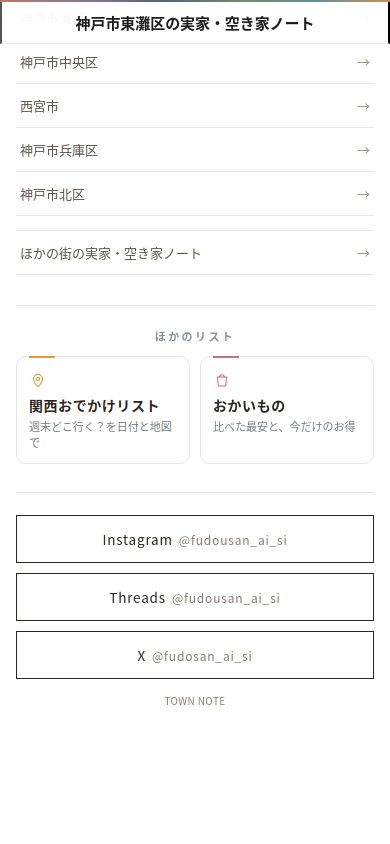 神戸市東灘区の実家・空き家ノート
神戸市中央区 →
西宮市 →
神戸市兵庫区 →
神戸市北区 →
ほかの街の実家・空き家ノート →
ほかのリスト
関西おでかけリスト
週末どこ行く？を日付と地図
で
おかいもの
比べた最安と、今だけのお得
Instagram @fudousan_ai_si
Threads @fudousan_ai_si
X @fudosan_ai_si
TOWN NOTE